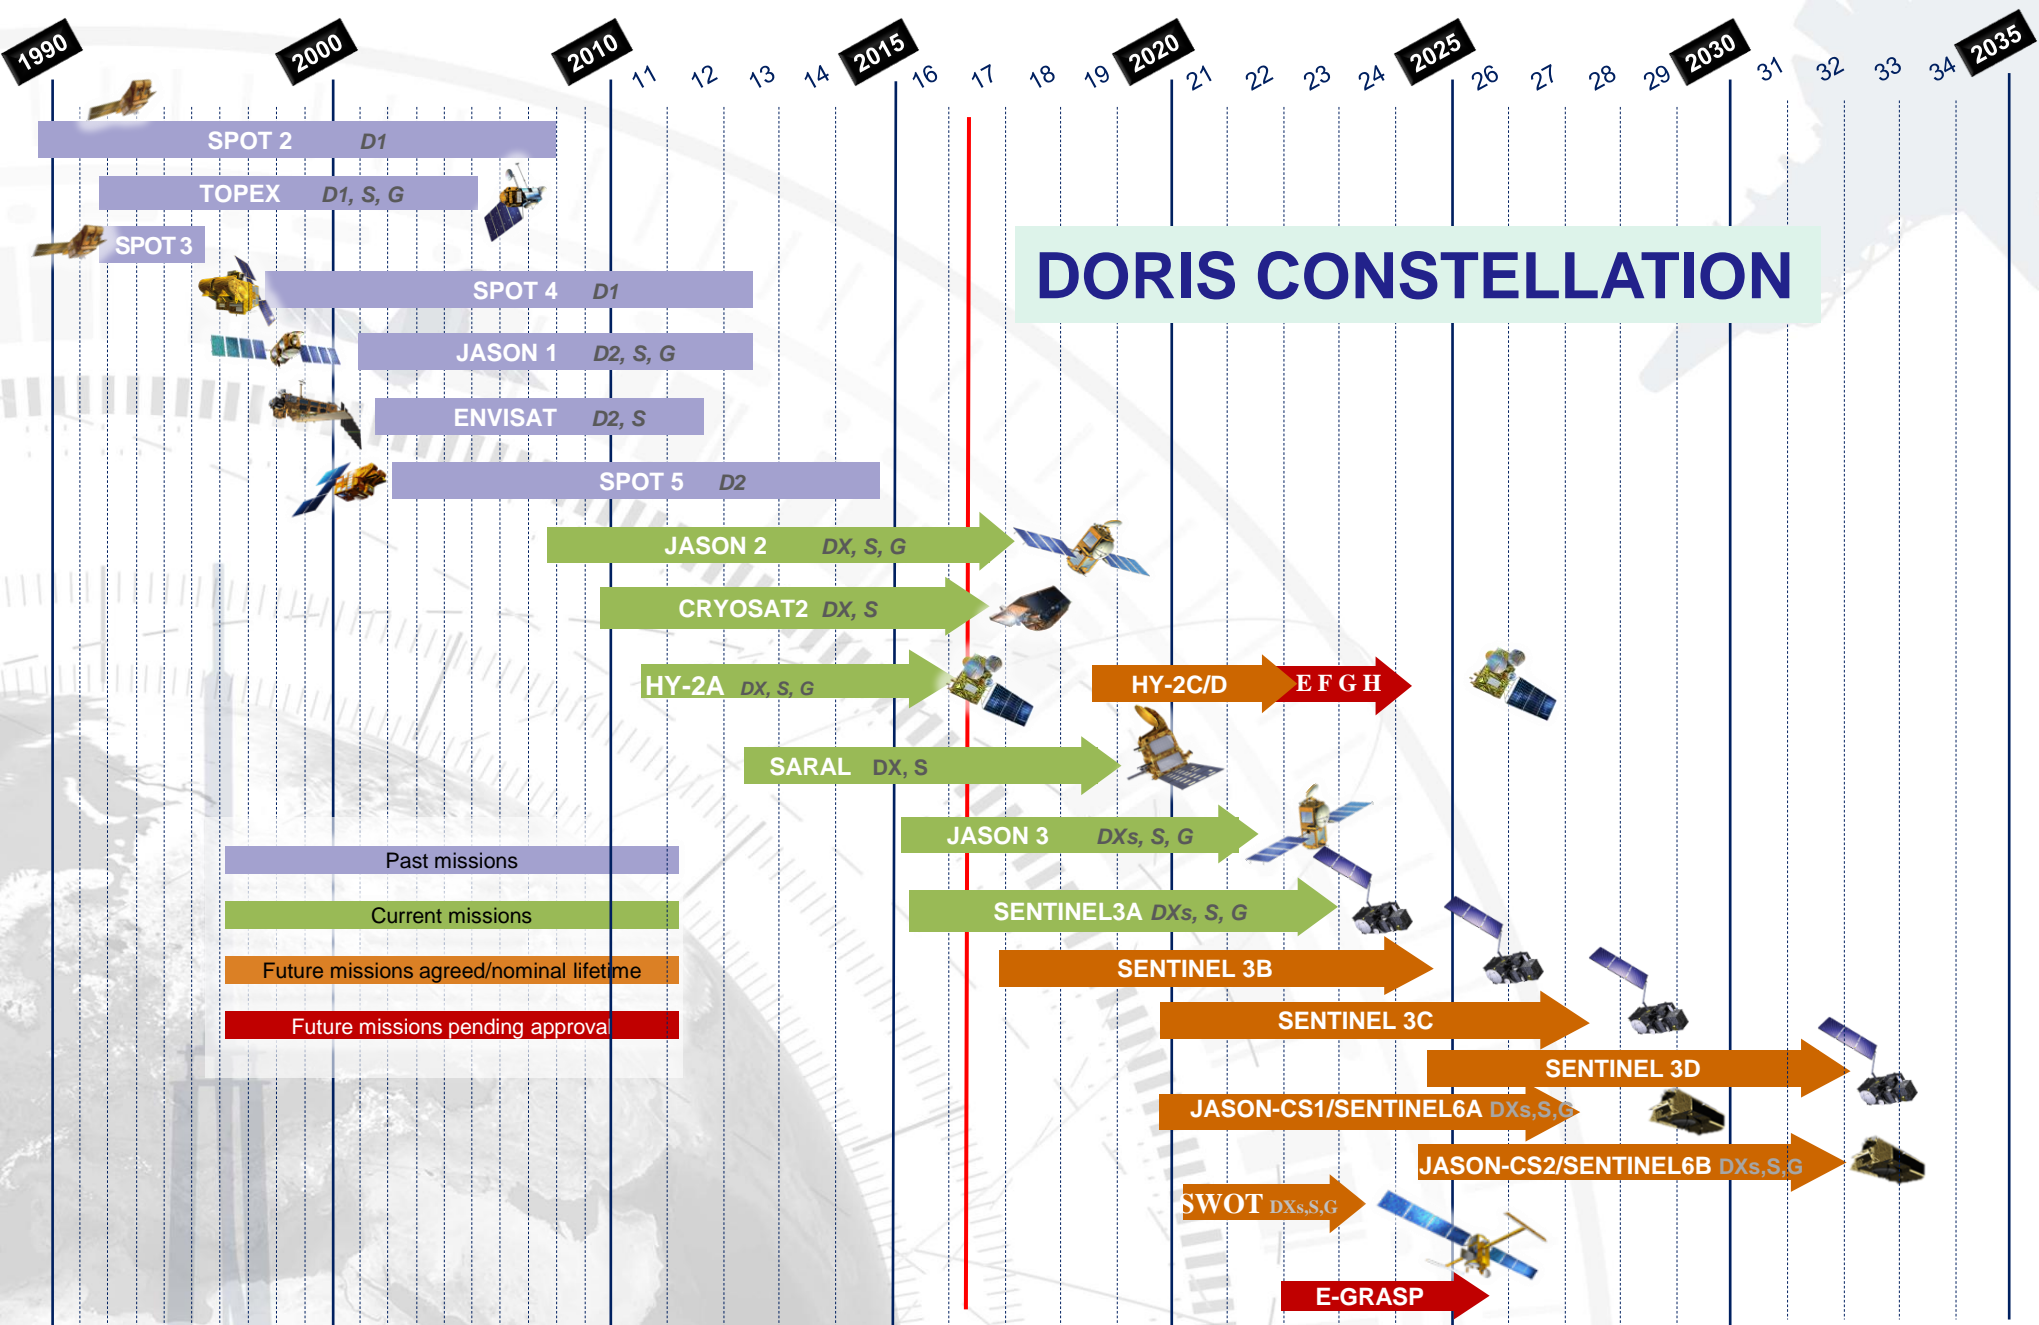 1990 2000 2010 11 12 13 14 2015 16 17 18 19 2020 21 22 23 24 2025 26 27 28 29 2030 31 32 33 34 2035
SPOT 2 D1
TOPEX D1, S, G
SPOT 3
DORIS CONSTELLATION
SPOT 4 D1
JASON 1 D2, S, G
ENVISAT D2, S
SPOT 5 D2
JASON 2 DX, S, G
CRYOSAT2 DX, S
HY-2A DX, S, G
HY-2C/D E F G H
SARAL DX, S
JASON 3 DXs, S, G
Past missions
SENTINEL3A DXs, S, G
Current missions
SENTINEL 3B
Future missions agreed/nominal lifetime
SENTINEL 3C
Future missions pending approval
SENTINEL 3D
JASON-CS1/SENTINEL6A DXs,S,G
JASON-CS2/SENTINEL6B DXs,S,G
SWOT DXs,S,G
E-GRASP